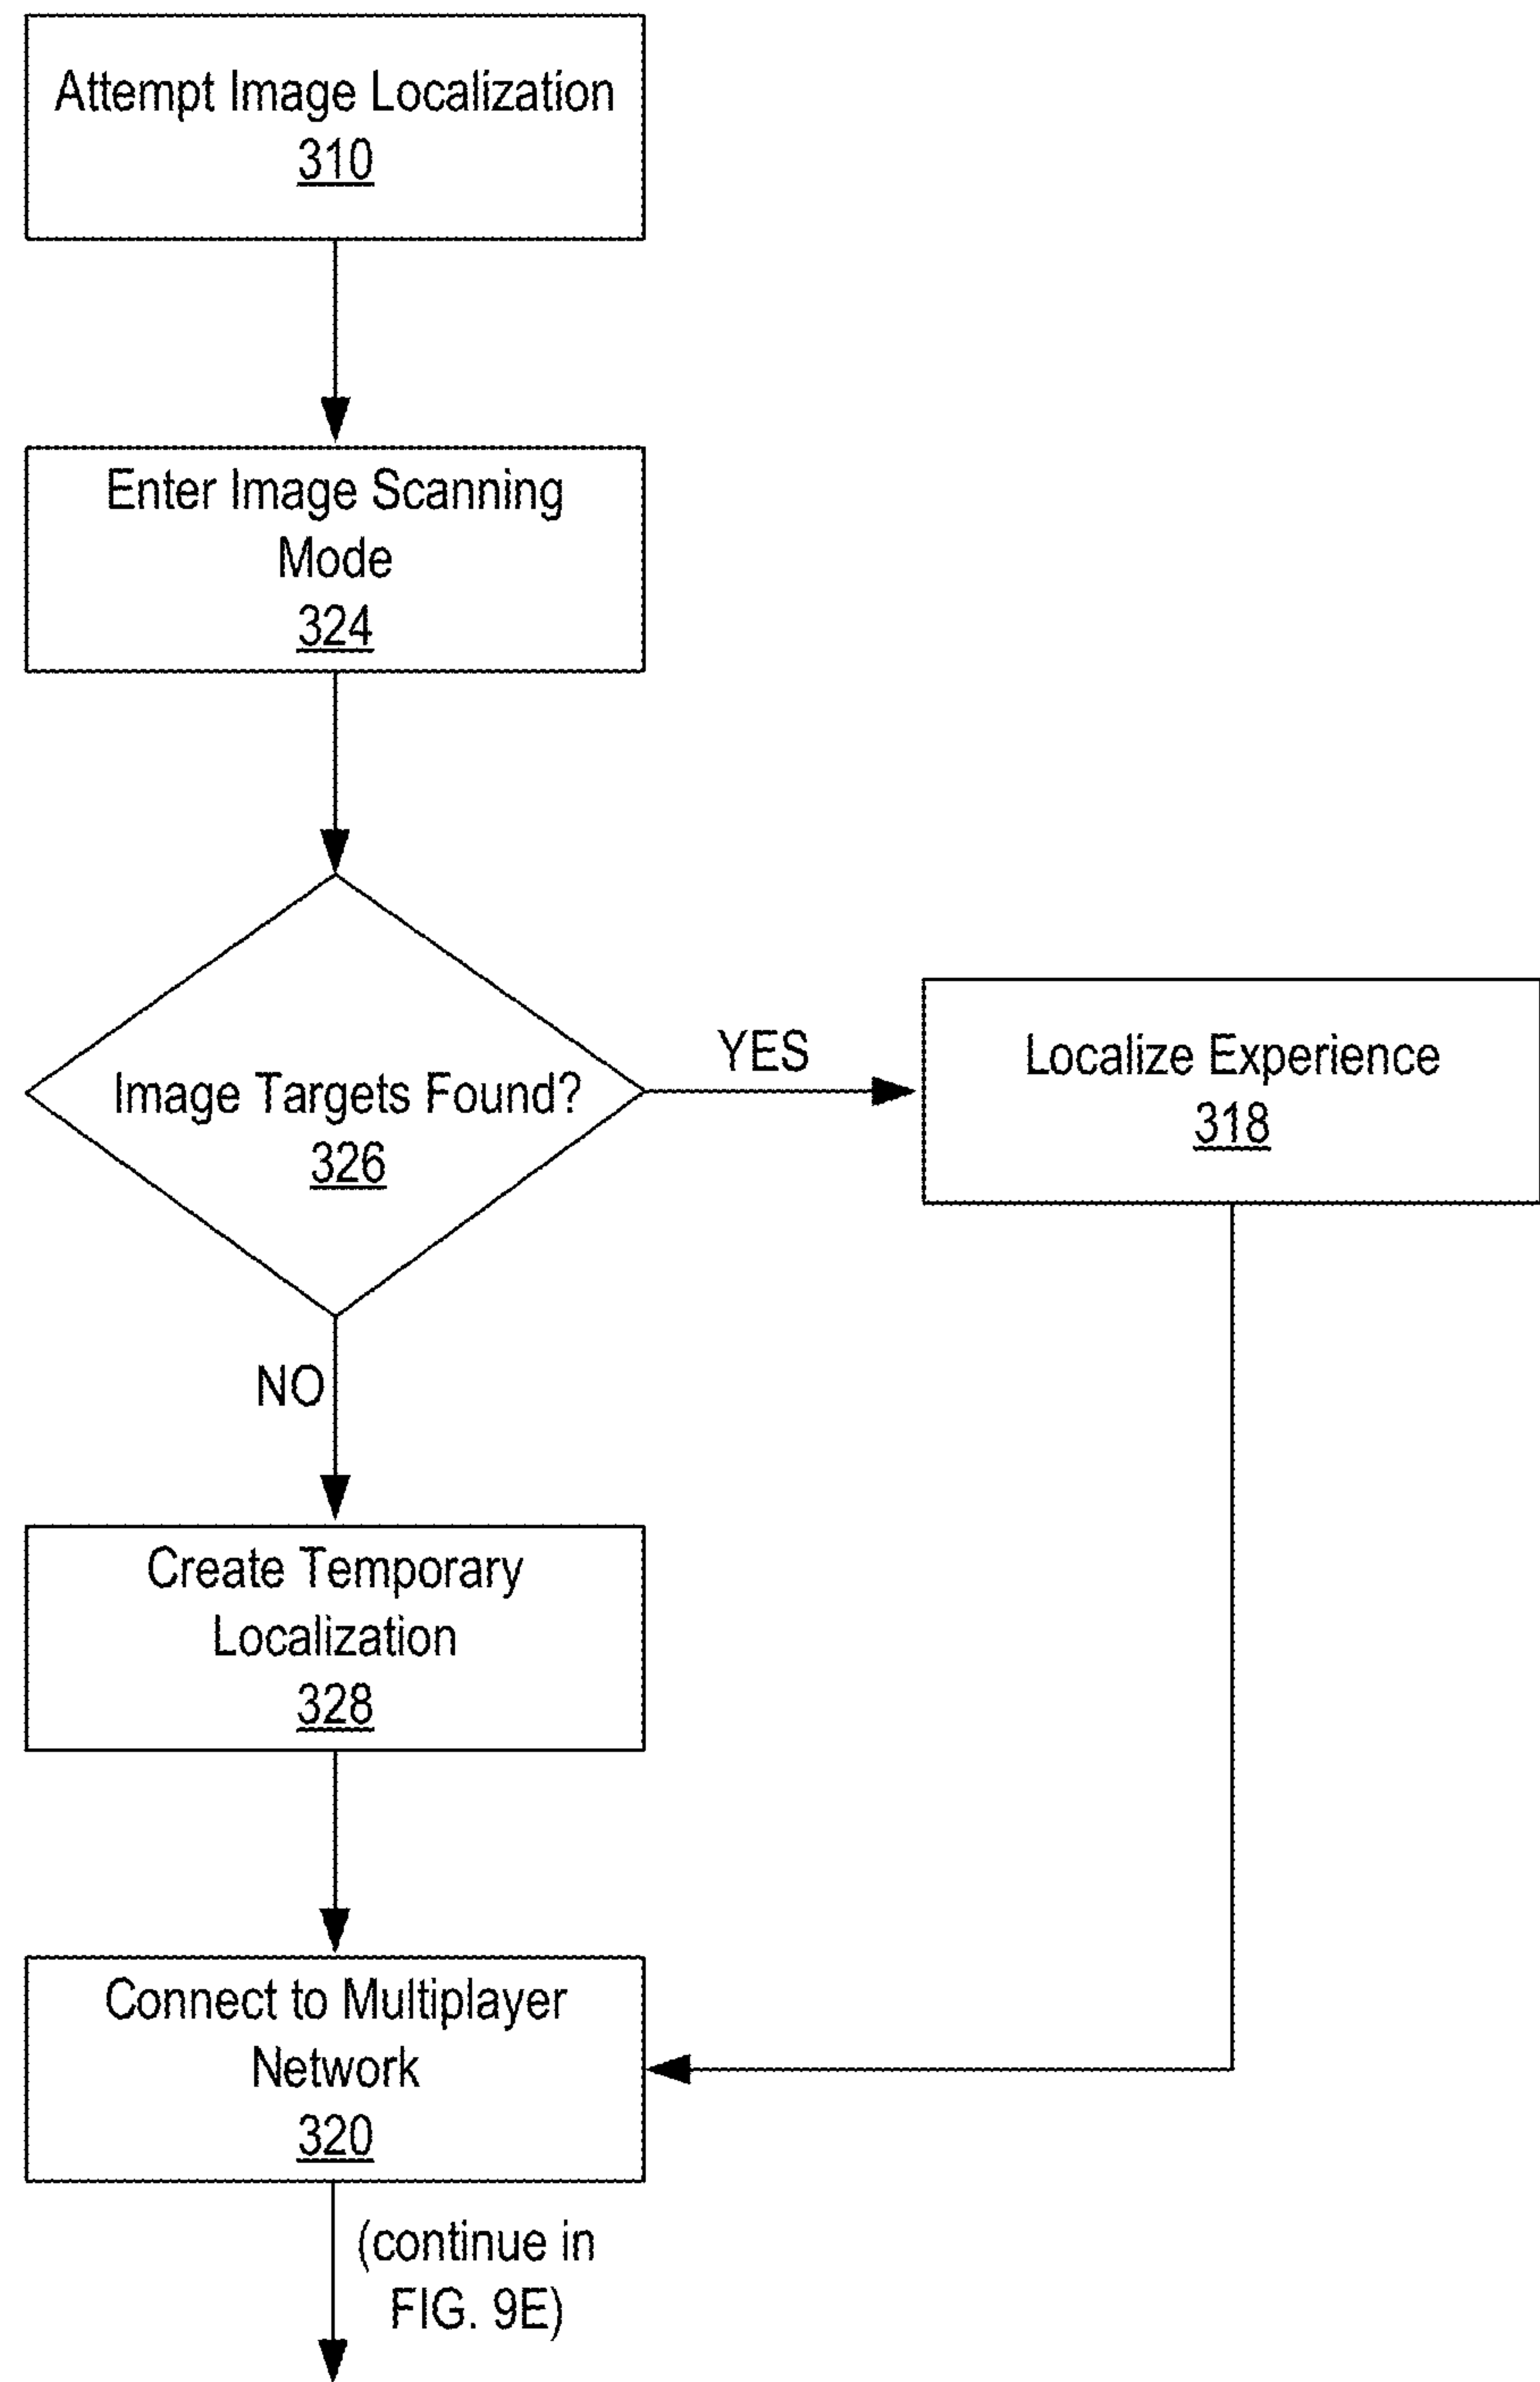 Attempt Image Localization
310
Enter Image Scanning
Mode
324
Image Targets Found?
326
YES
Localize Experience
318
NO
Create Temporary
Localization
328
Connect to Multiplayer
Network
320
(continue in
FIG. 9E)